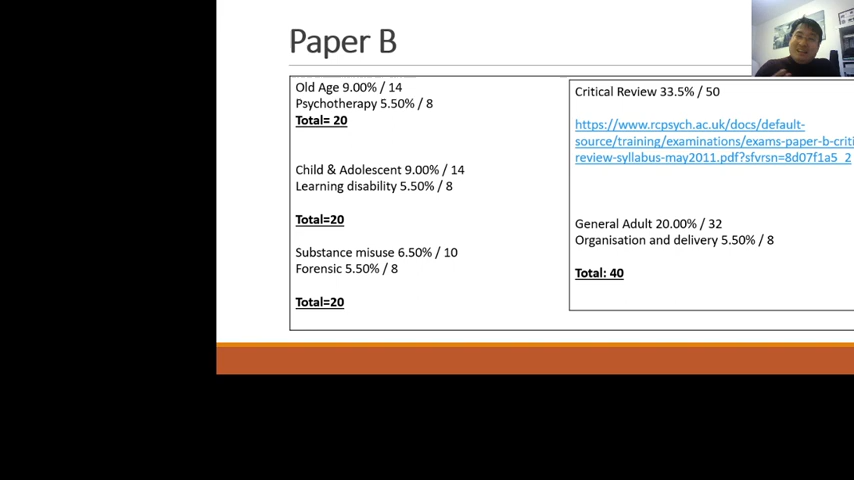 Paper B
Old Age 9.00% / 14
Psychotherapy 5.50% / 8
Total= 20
Child & Adolescent 9.00% / 14
Learning disability 5.50% / 8
Total=20
Substance misuse 6.50% / 10
Forensic 5.50% / 8
Total=20
Critical Review 33.5% / 50
https://www.rcpsych.ac.uk/docs/default-
source/training/examinations/exams-paper-b-criti
review-syllabus-may2011.pdf?sfvrsn=8d07f1a5_2
General Adult 20.00% / 32
Organisation and delivery 5.50% / 8
Total: 40